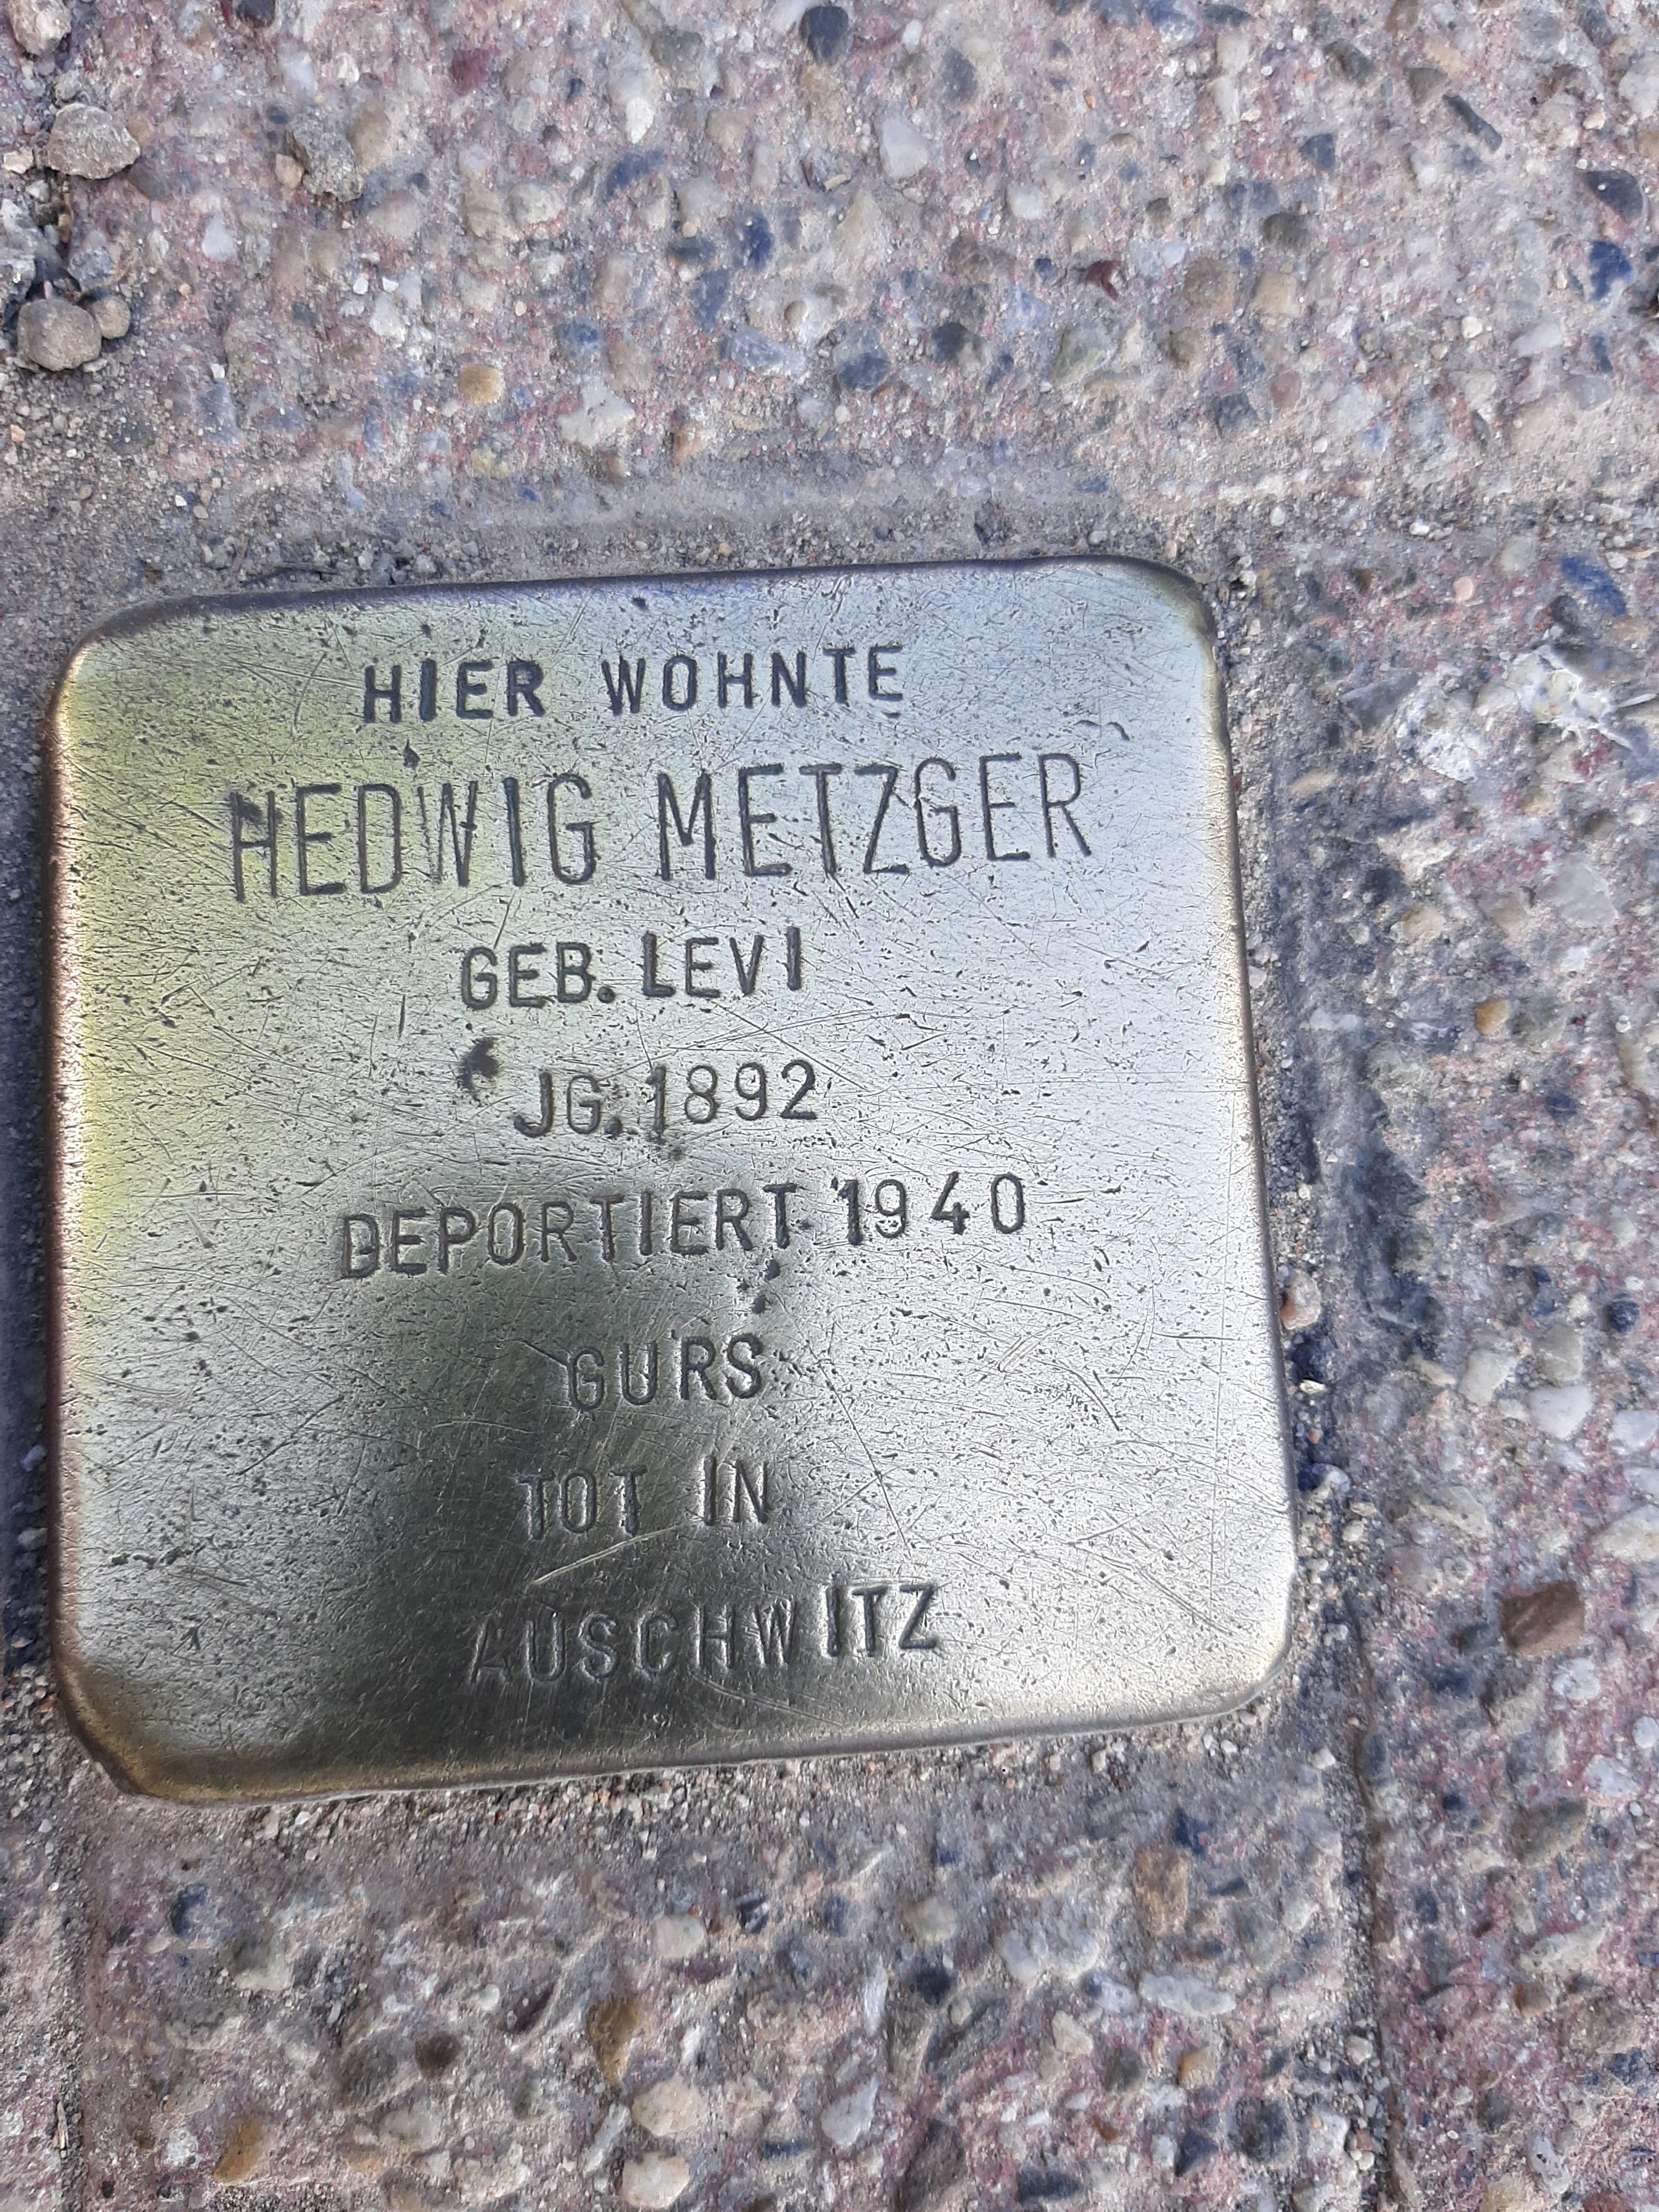 HIER WOHNTE
HEDWIG METZGER
GEB. LEVI
JG. 1892
DEPORTIERT 1940
GURS
TOT IN
AUSCHWITZ